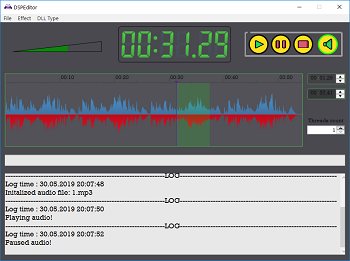 DSPEditor
File Effect DLL Type
00:31.29
00:10 00:20 00:30 00:40 00:50
00 :31.29
00 :37.41
Threads count
1
LOG
Log time : 30.05.2019 20:07:48
Initalized audio file: 1.mp3
LOG
Log time : 30.05.2019 20:07:50
Playing audio!
LOG
Log time : 30.05.2019 20:07:52
Paused audio!